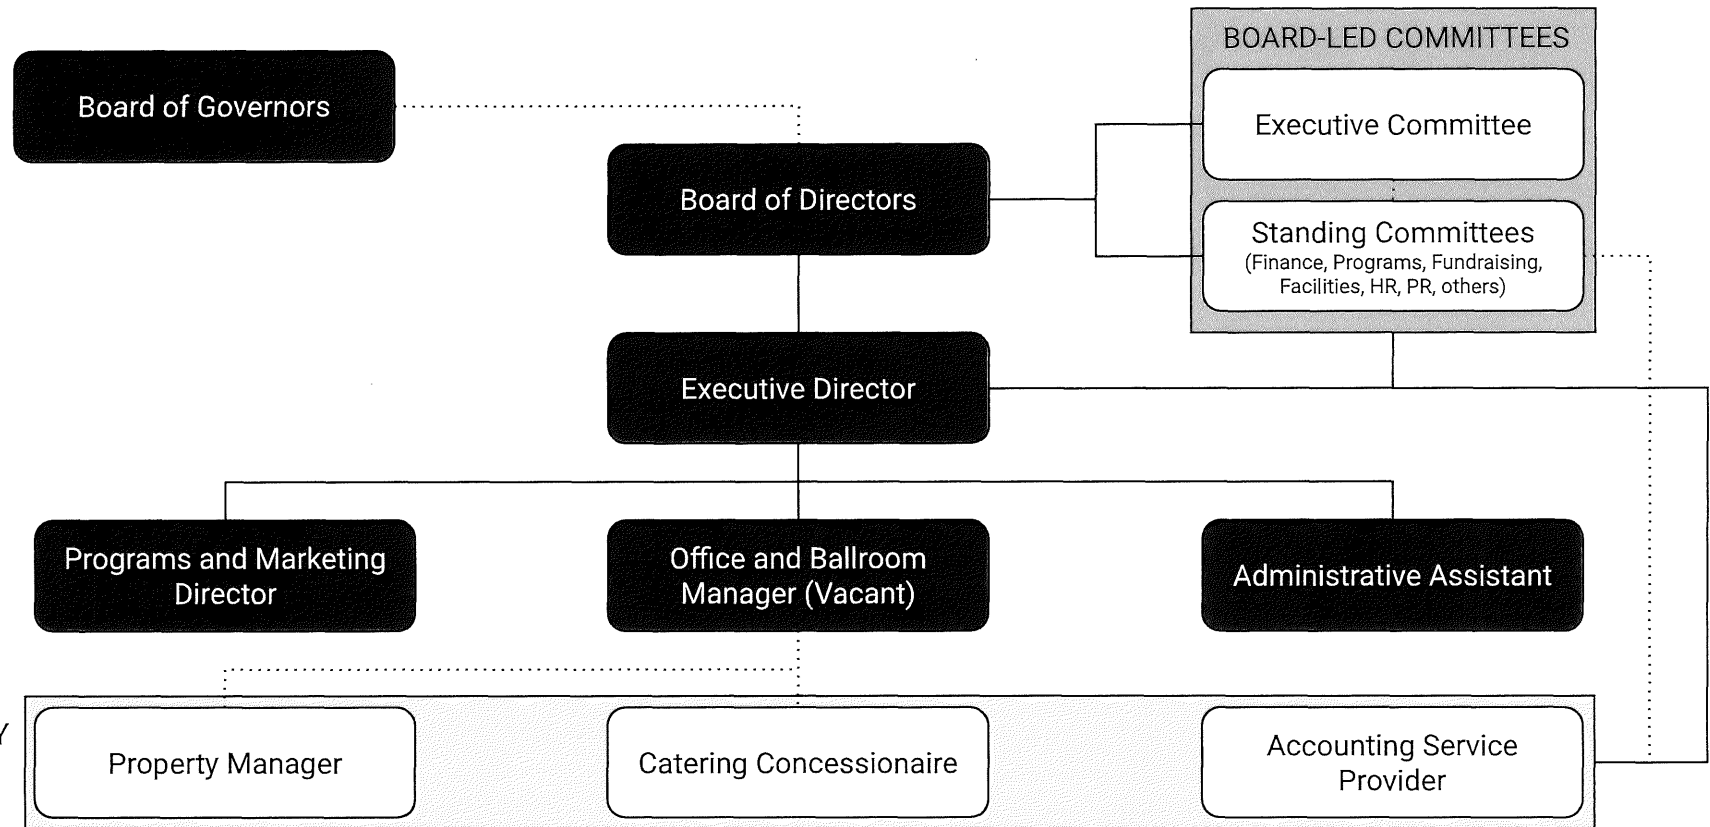 BOARD-LED COMMITTEES
Board of Governors
Executive Committee
Board of Directors
Standing Committees
(Finance, Programs, Fundraising,
Facilities, HR, PR, others)
Executive Director
Programs and Marketing
Director
Office and Ballroom
Manager (Vacant)
Administrative Assistant
Y
Property Manager
Catering Concessionaire
Accounting Service
Provider